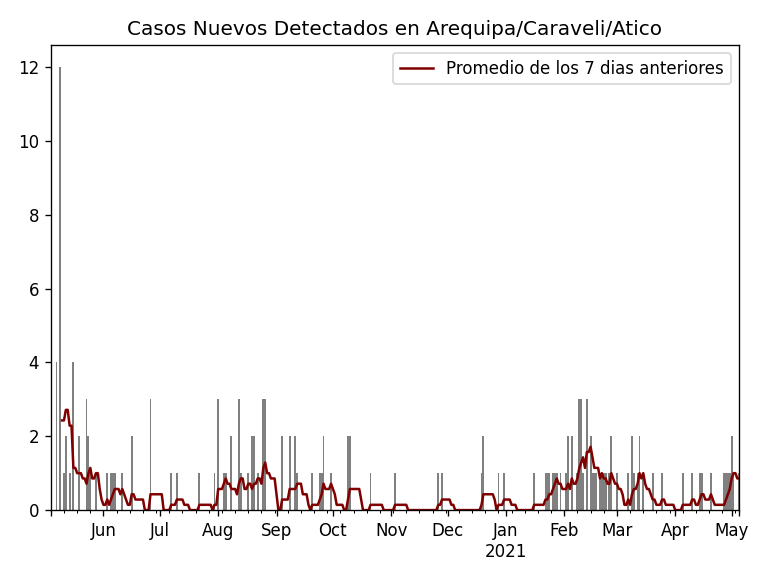 Casos Nuevos Detectados en Arequipa/Caraveli/Atico
Promedio de los 7 dias anteriores
12
10
8
6
4
2
0
Jun Jul Aug Sep Oct Nov Dec Jan Feb Mar Apr May
2021